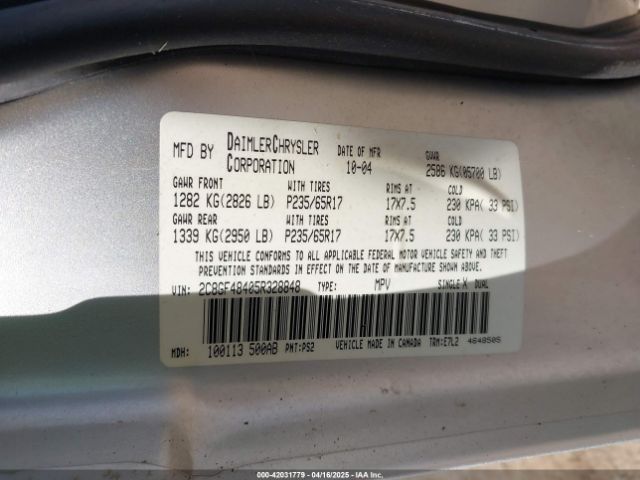 MFD BY DAIMLERCHRYSLER CORPORATION DATE OF MFR 10-04 GVWR 2586 KG(05700 LB)
GAWR FRONT WITH TIRES RIMS AT COLD
1282 KG(2826 LB) P235/65R17 17X7.5 230 KPA( 33 PSI)
GAWR REAR WITH TIRES RIMS AT COLD
1339 KG(2950 LB) P235/65R17 17X7.5 230 KPA( 33 PSI)
THIS VEHICLE CONFORMS TO ALL APPLICABLE FEDERAL MOTOR VEHICLE SAFETY AND THEFT
PREVENTION STANDARDS IN EFFECT ON THE DATE OF MANUFACTURE SHOWN ABOVE.
VIN: 2C8GF48405R328848 TYPE: MPV SINGLE X DUAL
MDH: 100113 500AB PNT:PS2 VEHICLE MADE IN CANADA TRM:E7L2 4648505
000-42031779 - 04/16/2025 - IAAI.COM